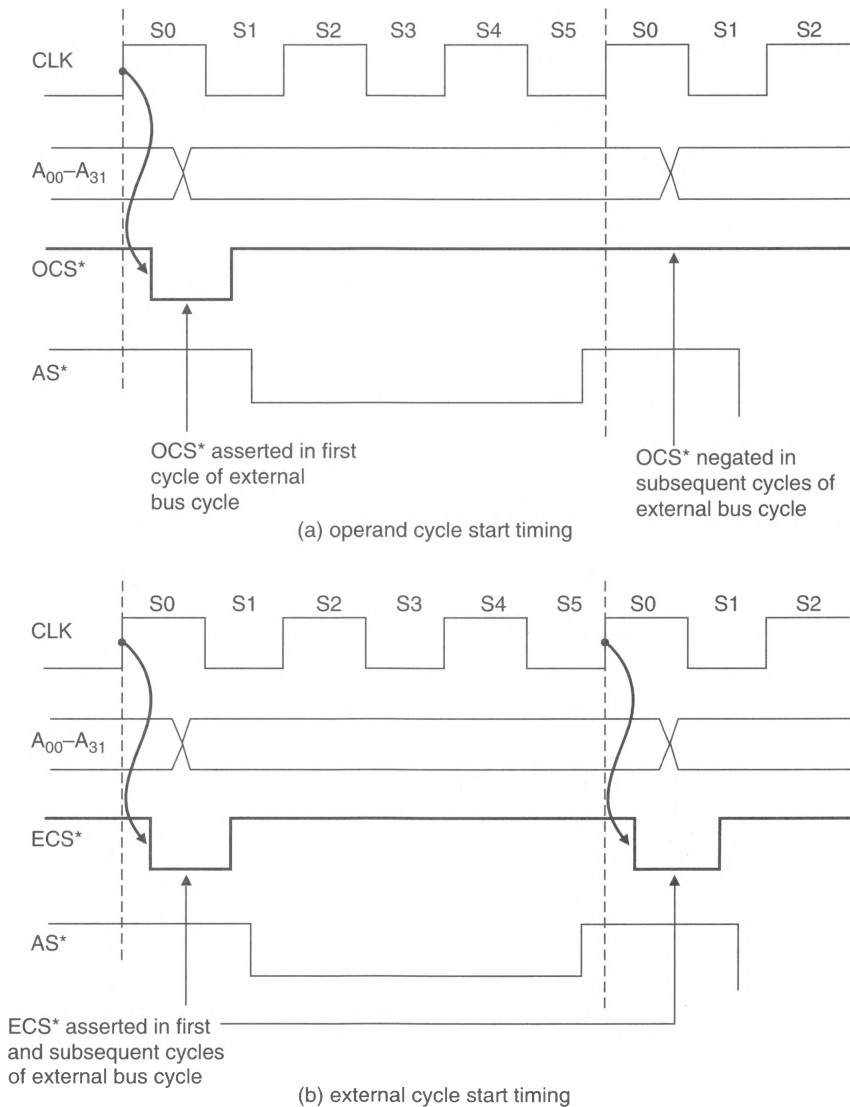 S0 S1 S2 S3 S4 S5 S0 S1 S2
CLK
A₀₀–A₃₁
OCS*
AS*
OCS* asserted in first
cycle of external
bus cycle
OCS* negated in
subsequent cycles of
external bus cycle
(a) operand cycle start timing
S0 S1 S2 S3 S4 S5 S0 S1 S2
CLK
A₀₀–A₃₁
ECS*
AS*
ECS* asserted in first
and subsequent cycles
of external bus cycle
(b) external cycle start timing